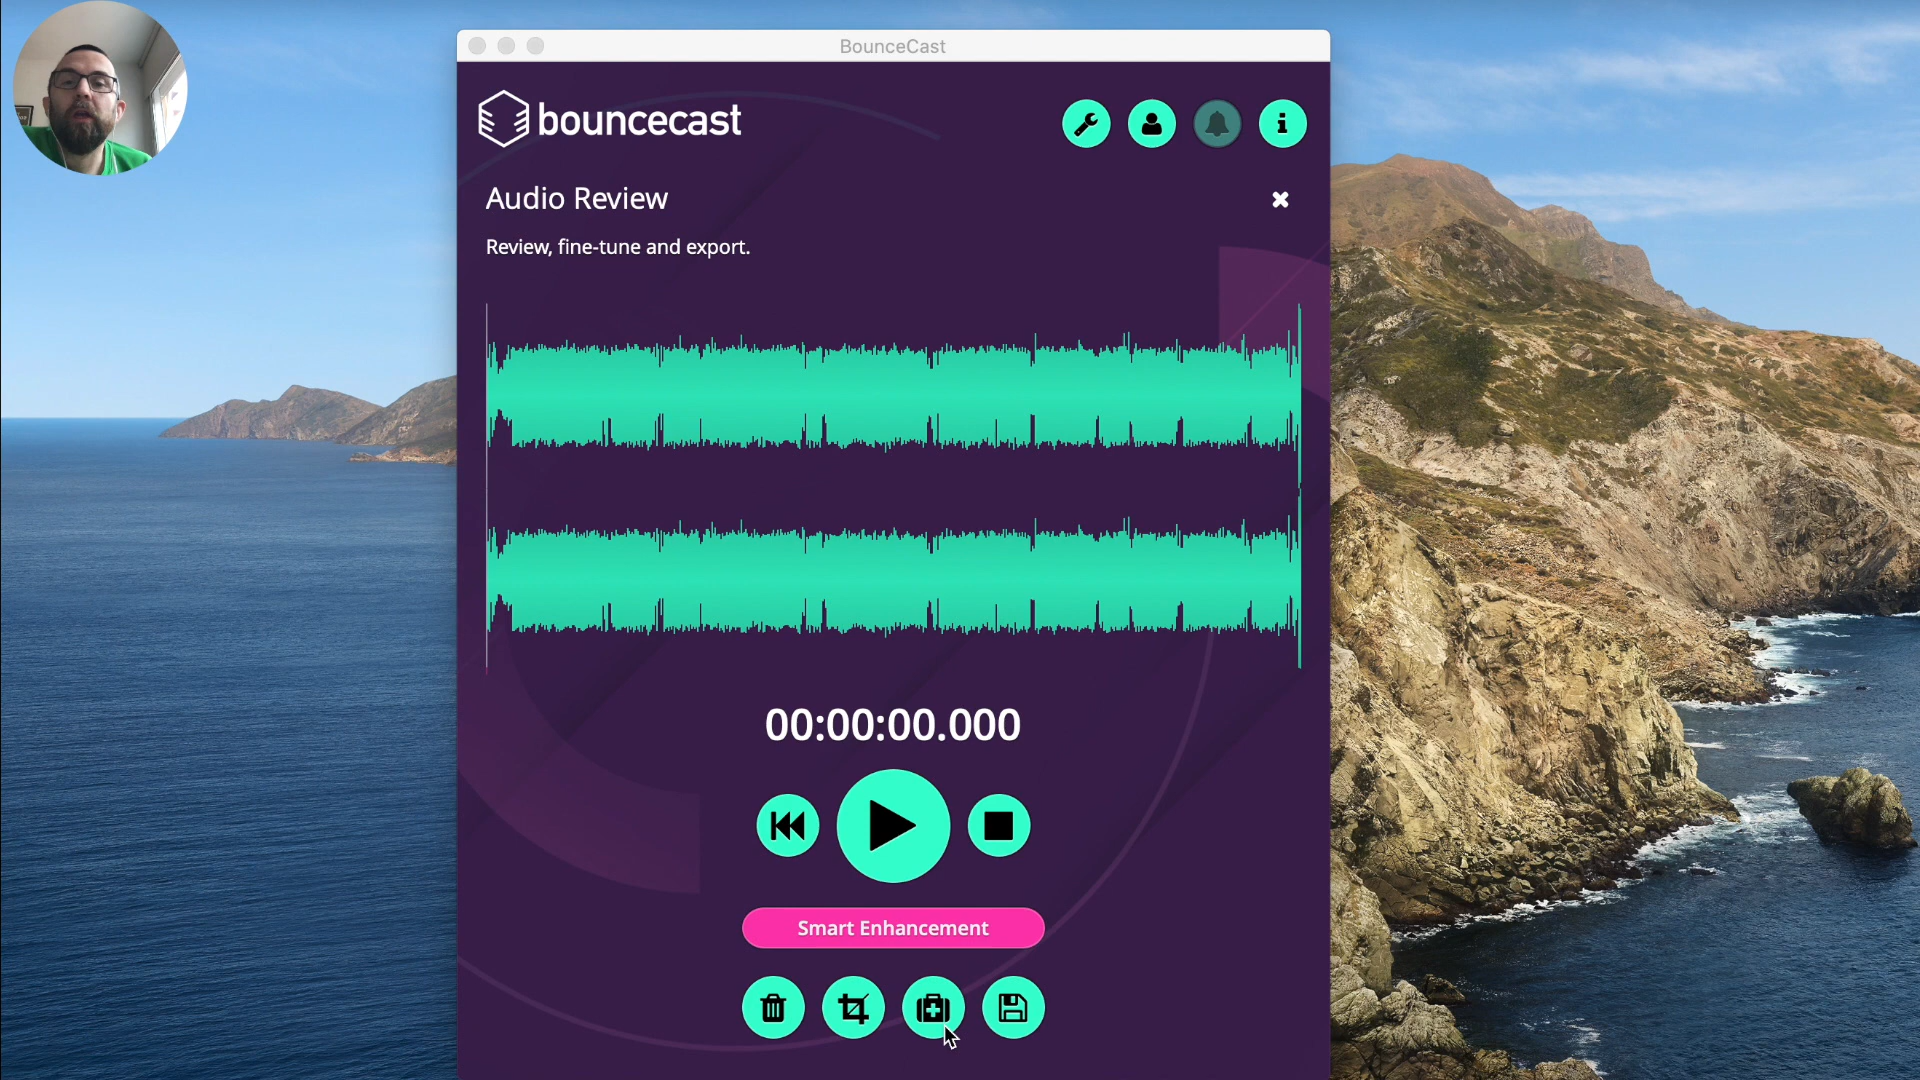 BounceCast
bouncecast
Audio Review
Review, fine-tune and export.
00:00:00.000
Smart Enhancement